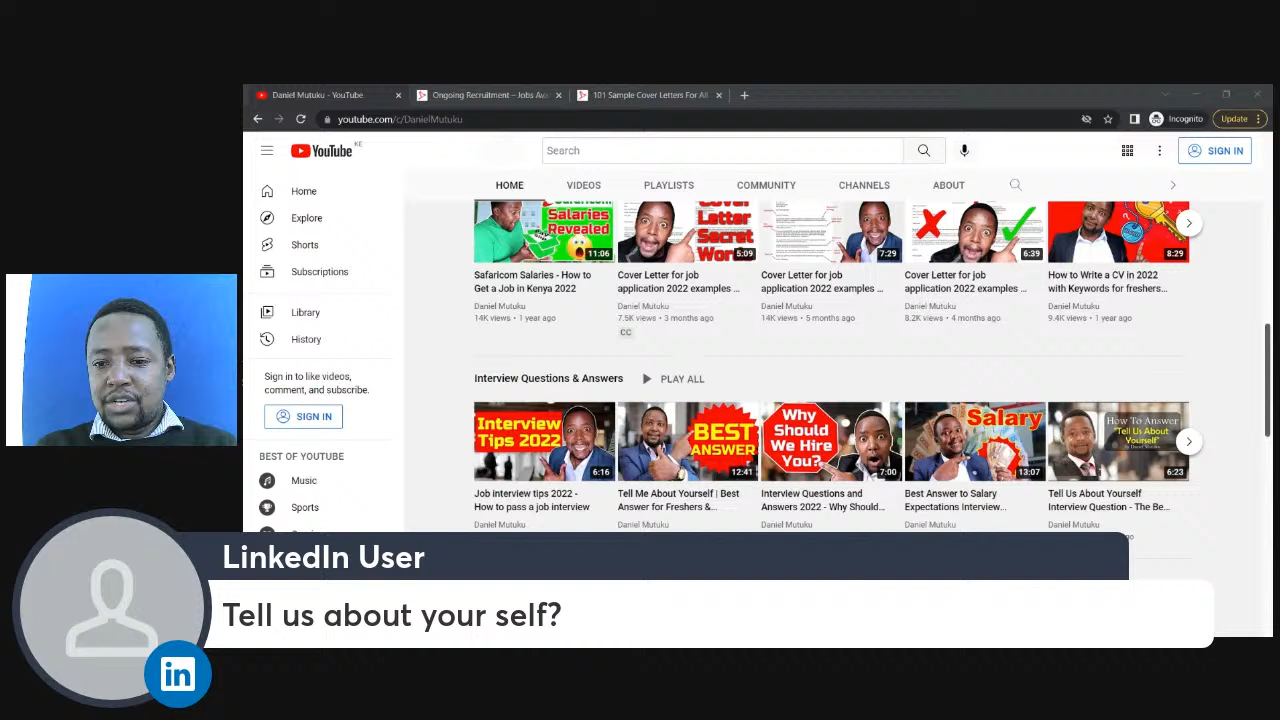 Daniel Mutuku - YouTube
Ongoing Recruitment – Jobs Ava
101 Sample Cover Letters For All
youtube.com/c/DanielMutuku
Incognito
Update
YouTube KE
Search
SIGN IN
HOME VIDEOS PLAYLISTS COMMUNITY CHANNELS ABOUT
Home
Explore
Shorts
Subscriptions
Library
History
Sign in to like videos,
comment, and subscribe.
SIGN IN
BEST OF YOUTUBE
Music
Sports
Safaricom
Salaries
Revealed
11:06
Safaricom Salaries - How to
Get a Job in Kenya 2022
Daniel Mutuku
14K views • 1 year ago
Cover
Letter
Secret
5:09
Cover Letter for job
application 2022 examples ...
Daniel Mutuku
7.5K views • 3 months ago
CC
7:29
Cover Letter for job
application 2022 examples ...
Daniel Mutuku
14K views • 5 months ago
6:39
Cover Letter for job
application 2022 examples ...
Daniel Mutuku
8.2K views • 4 months ago
8:29
How to Write a CV in 2022
with Keywords for freshers...
Daniel Mutuku
9.4K views • 1 year ago
Interview Questions & Answers PLAY ALL
Interview
Tips 2022
6:16
Job interview tips 2022 -
How to pass a job interview
Daniel Mutuku
BEST
ANSWER
12:41
Tell Me About Yourself | Best
Answer for Freshers &...
Daniel Mutuku
Why
Should
We Hire
You?
7:00
Interview Questions and
Answers 2022 - Why Should...
Daniel Mutuku
Salary
13:07
Best Answer to Salary
Expectations Interview...
Daniel Mutuku
How To Answer
"Tell Us About
Yourself"
6:23
Tell Us About Yourself
Interview Question - The Be...
Daniel Mutuku
LinkedIn User
Tell us about your self?
in